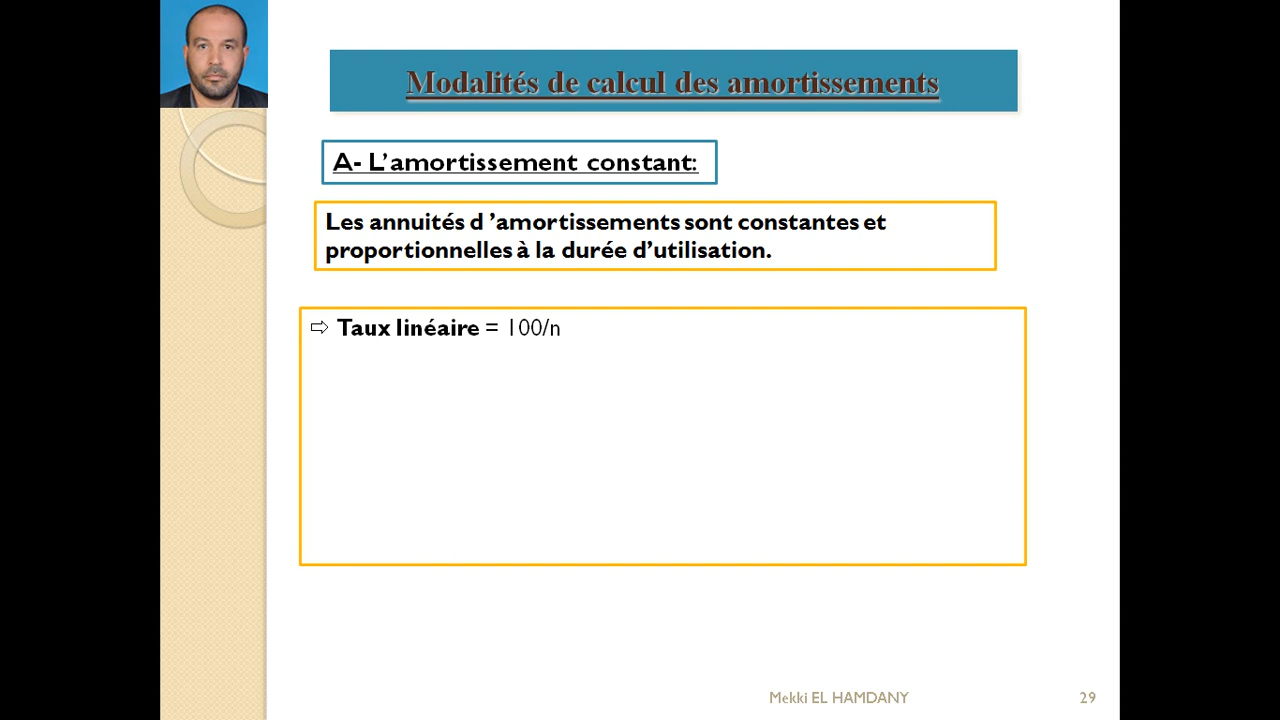 Modalités de calcul des amortissements
A- L’amortissement constant:
Les annuités d ’amortissements sont constantes et
proportionnelles à la durée d’utilisation.
⇨ Taux linéaire = 100/n
Mekki EL HAMDANY
29